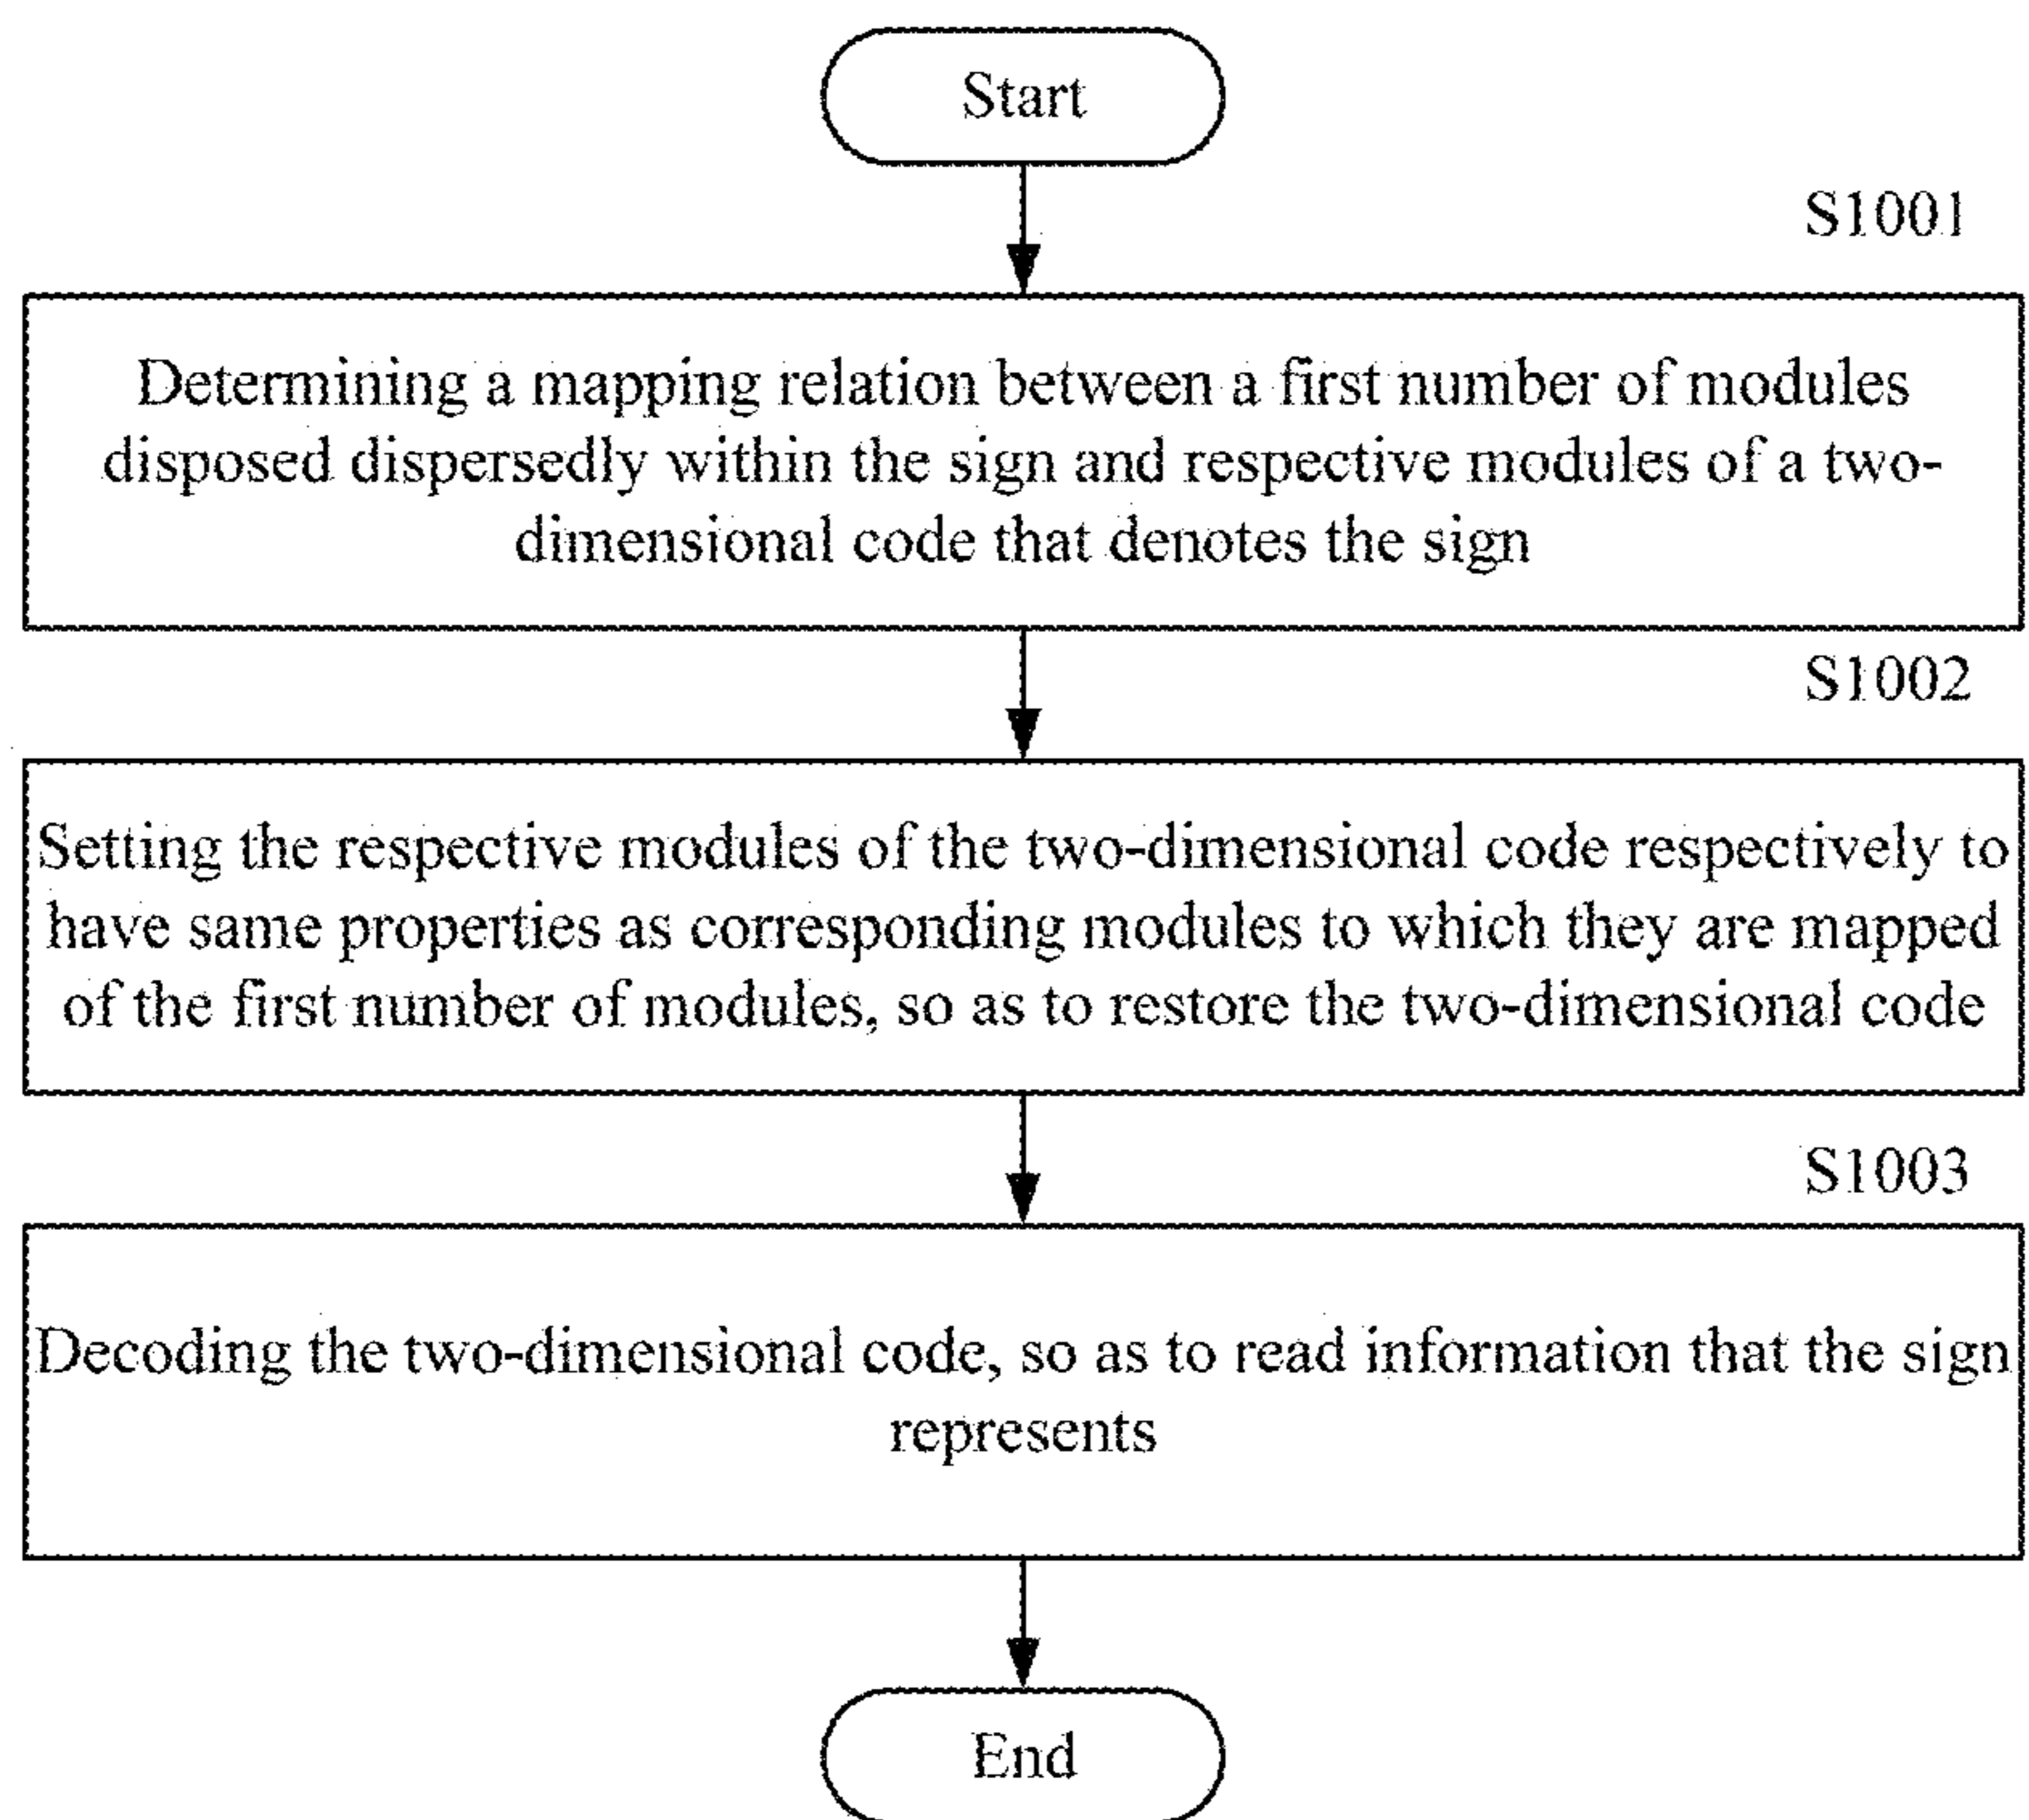 Start
S1001
Determining a mapping relation between a first number of modules
disposed dispersedly within the sign and respective modules of a two-
dimensional code that denotes the sign
S1002
Setting the respective modules of the two-dimensional code respectively to
have same properties as corresponding modules to which they are mapped
of the first number of modules, so as to restore the two-dimensional code
S1003
Decoding the two-dimensional code, so as to read information that the sign
represents
End